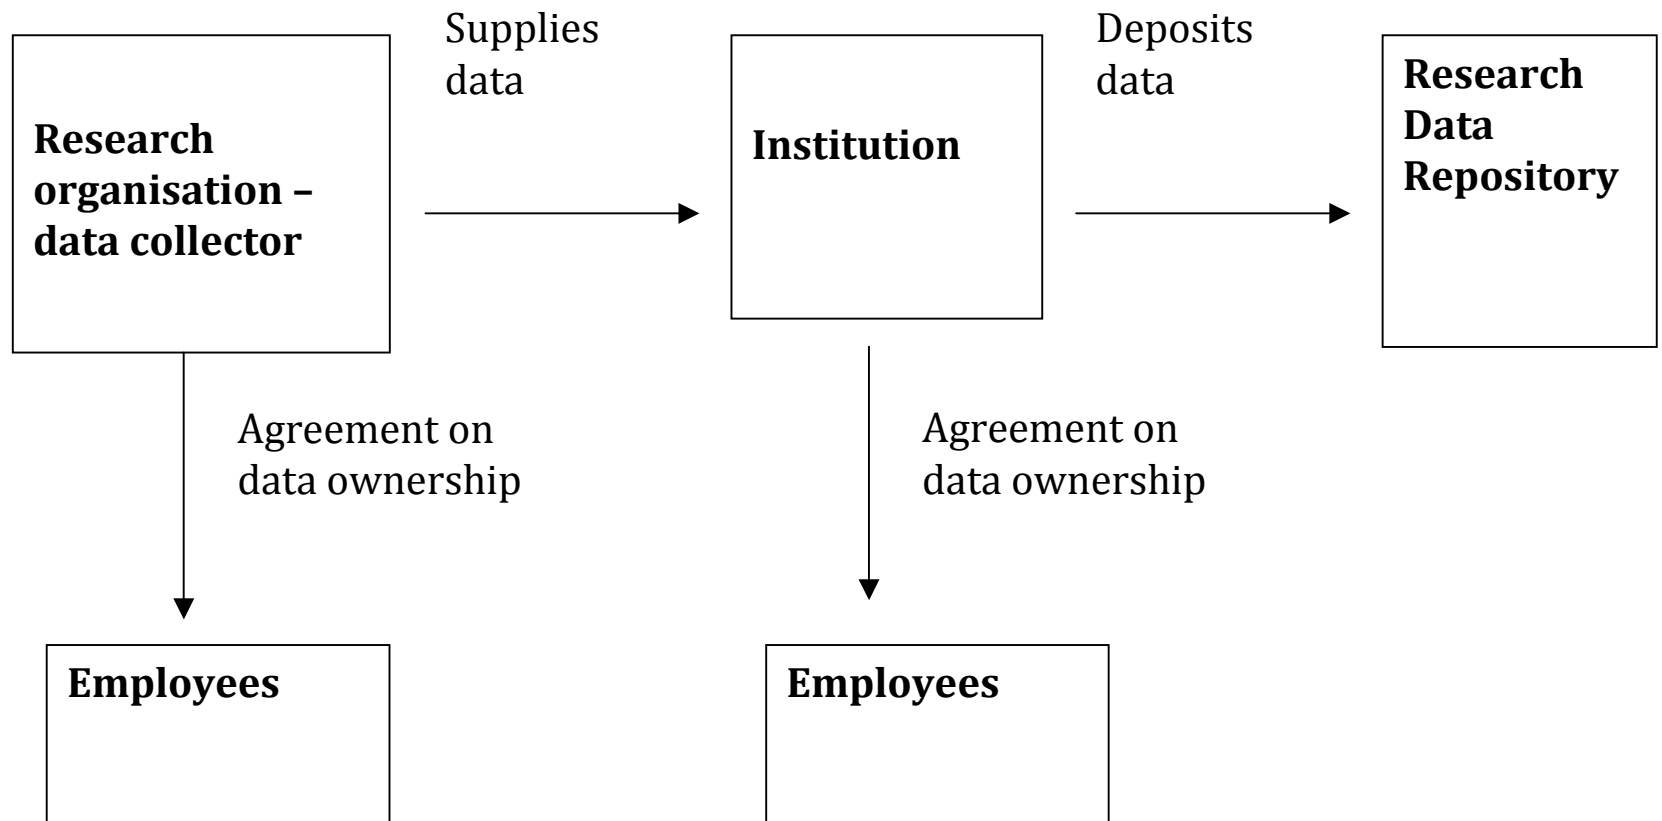 Research
organisation –
data collector
Supplies
data
Institution
Deposits
data
Research
Data
Repository
Agreement on
data ownership
Agreement on
data ownership
Employees
Employees